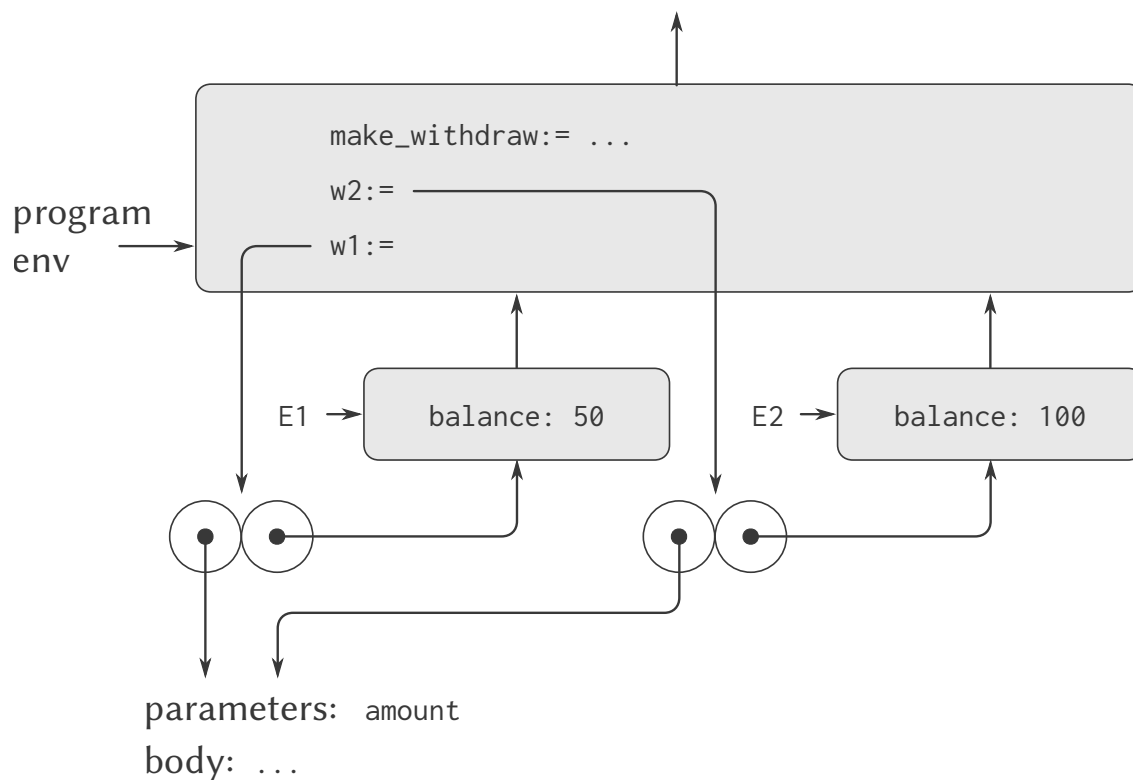 make_withdraw:= ...
w2:=
program
env
w1:=
E1
balance: 50
E2
balance: 100
parameters: amount
body: ...